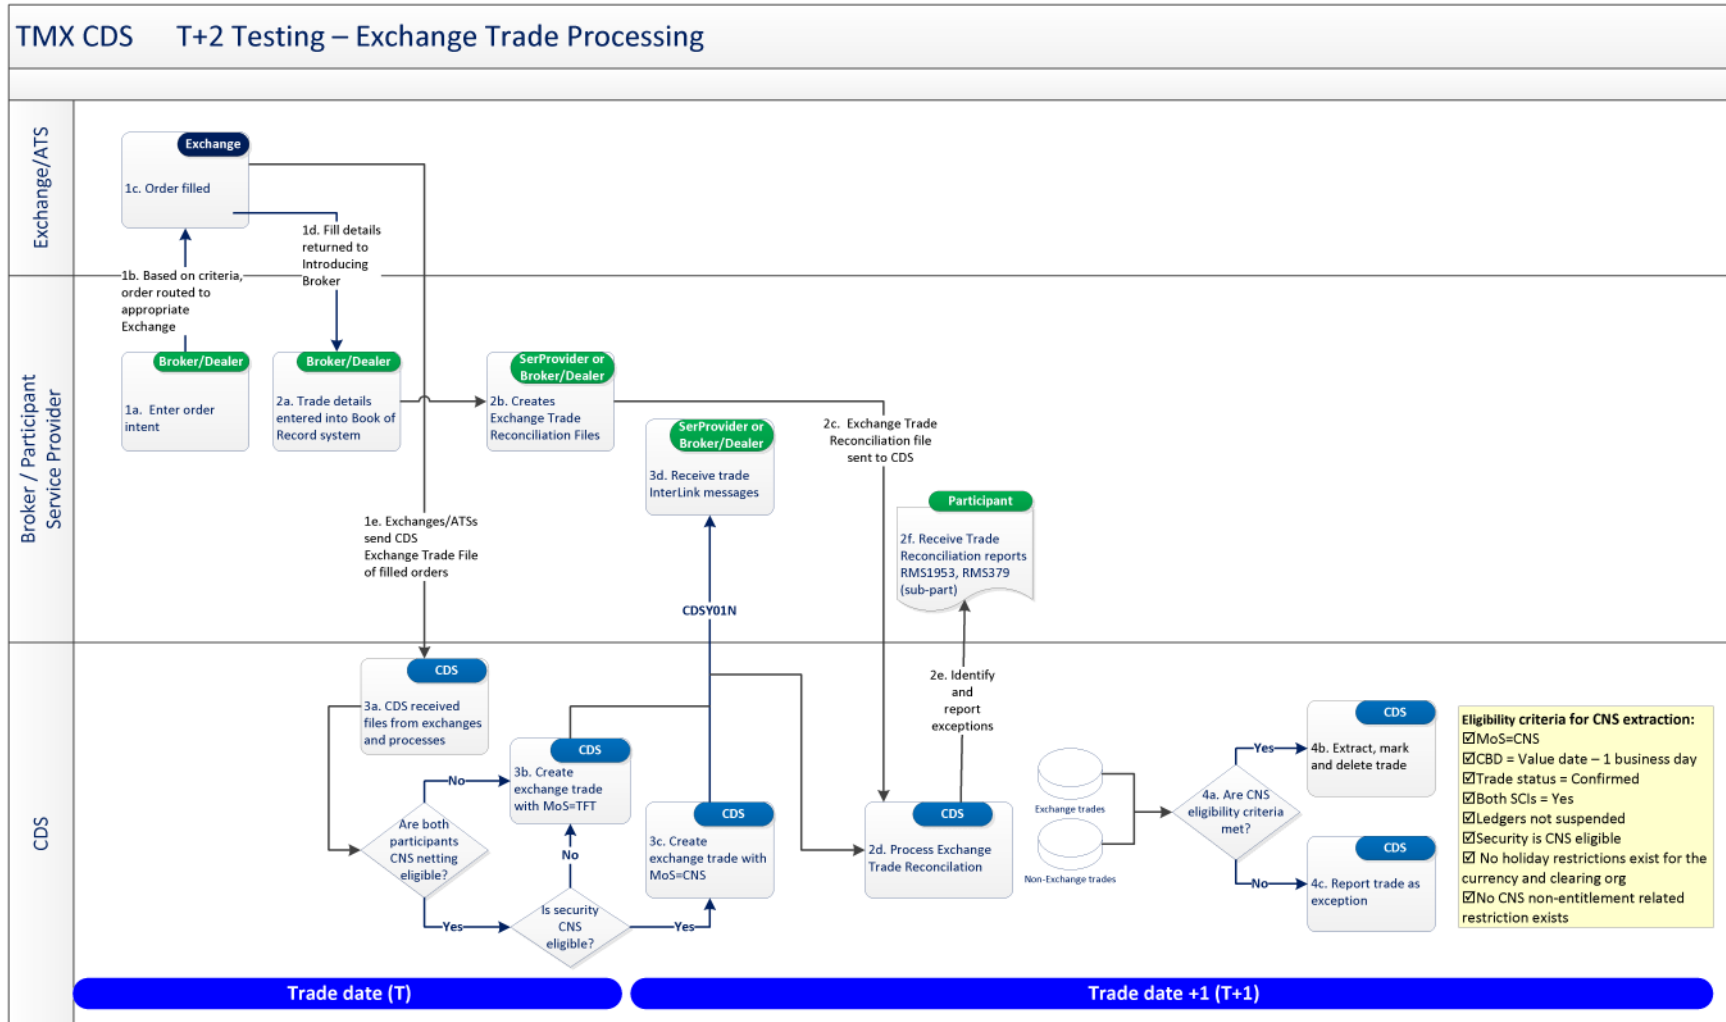 TMX CDS T+2 Testing – Exchange Trade Processing
Exchange/ATS
Exchange
1c. Order filled
1d. Fill details
returned to
Introducing
Broker
1b. Based on criteria,
order routed to
appropriate
Exchange
Broker / Participant
Service Provider
Broker/Dealer
1a. Enter order
intent
Broker/Dealer
2a. Trade details
entered into Book of
Record system
SerProvider or
Broker/Dealer
2b. Creates
Exchange Trade
Reconciliation Files
SerProvider or
Broker/Dealer
3d. Receive trade
InterLink messages
2c. Exchange Trade
Reconciliation file
sent to CDS
Participant
2f. Receive Trade
Reconciliation reports
RMS1953, RMS379
(sub-part)
1e. Exchanges/ATSs
send CDS
Exchange Trade File
of filled orders
CDSY01N
CDS
CDS
3a. CDS received
files from exchanges
and processes
No
CDS
3b. Create
exchange trade
with MoS=TFT
Are both
participants
CNS netting
eligible?
Yes
No
Is security
CNS
eligible?
Yes
CDS
3c. Create
exchange trade with
MoS=CNS
2e. Identify
and
report
exceptions
CDS
2d. Process Exchange
Trade Reconcilation
Exchange trades
Non-Exchange trades
4a. Are CNS
eligibility criteria
met?
Yes
No
CDS
4b. Extract, mark
and delete trade
CDS
4c. Report trade as
exception
Eligibility criteria for CNS extraction:
☑MoS=CNS
☑CBD = Value date – 1 business day
☑Trade status = Confirmed
☑Both SCIs = Yes
☑Ledgers not suspended
☑Security is CNS eligible
☑ No holiday restrictions exist for the
currency and clearing org
☑No CNS non-entitlement related
restriction exists
Trade date (T)
Trade date +1 (T+1)